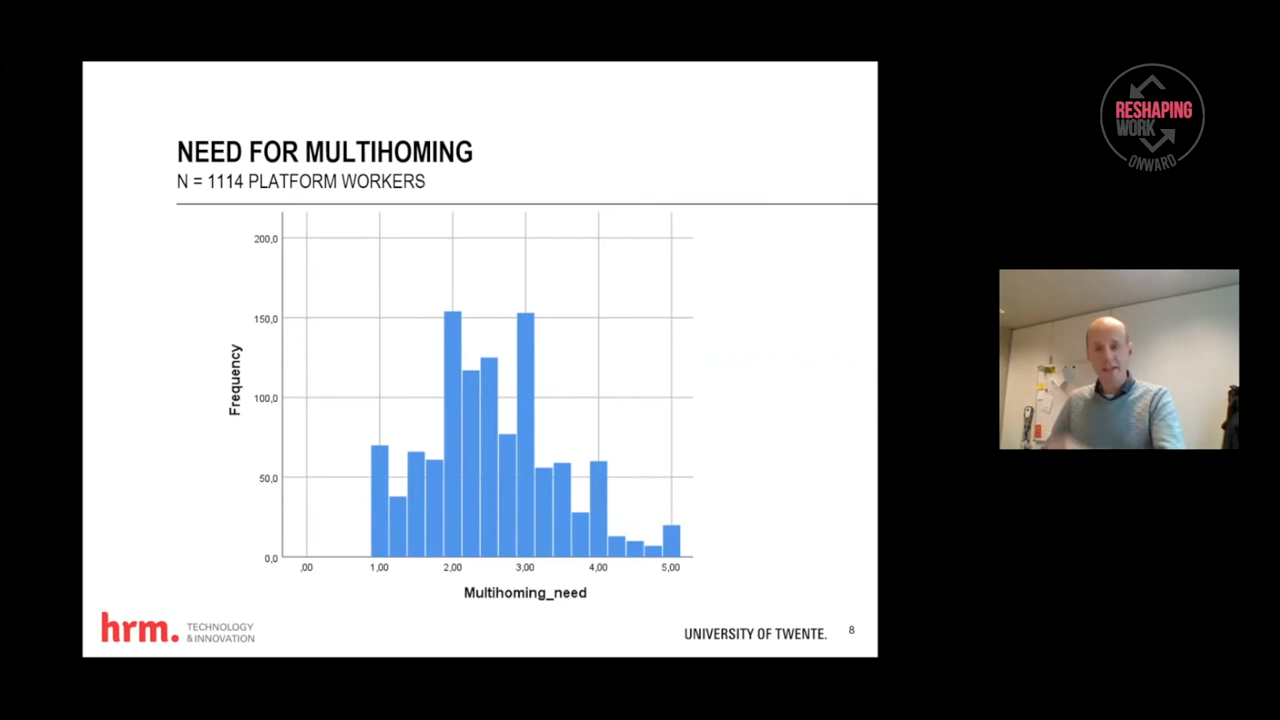 NEED FOR MULTIHOMING
N = 1114 PLATFORM WORKERS
200,0
150,0
100,0
50,0
0,0
Frequency
,00 1,00 2,00 3,00 4,00 5,00
Multihoming_need
hrm. TECHNOLOGY
& INNOVATION
UNIVERSITY OF TWENTE. 8
RESHAPING
WORK
ONWARD